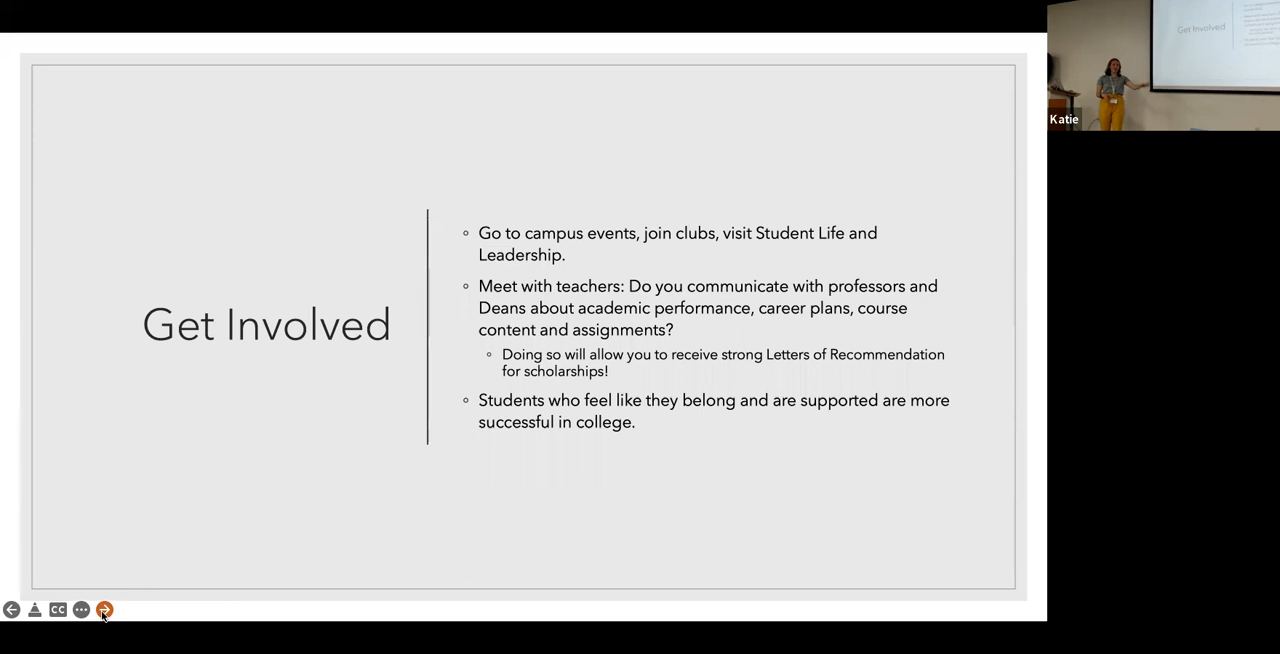 Get Involved
Go to campus events, join clubs, visit Student Life and
Leadership.
Meet with teachers: Do you communicate with professors and
Deans about academic performance, career plans, course
content and assignments?
Doing so will allow you to receive strong Letters of Recommendation
for scholarships!
Students who feel like they belong and are supported are more
successful in college.
CC
Get Involved
Katie